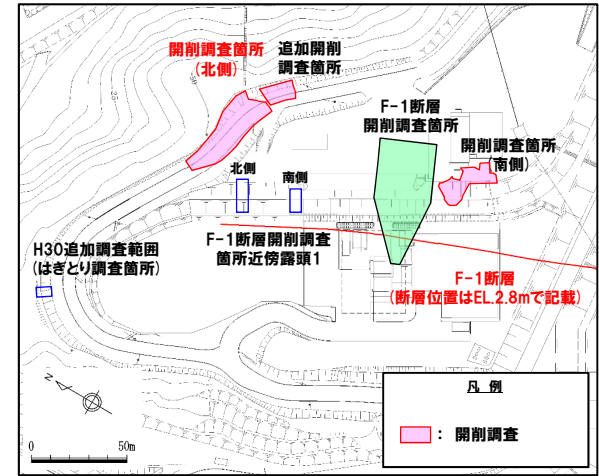 開削調査箇所
(北側)
追加開削
調査箇所
F-1断層
開削調査箇所
開削調査箇所
(南側)
北側
南側
H30追加調査範囲
(はぎとり調査箇所)
F-1断層開削調査
箇所近傍露頭1
F-1断層
(断層位置はEL.2.8mで記載)
N
0 50m
凡 例
: 開削調査